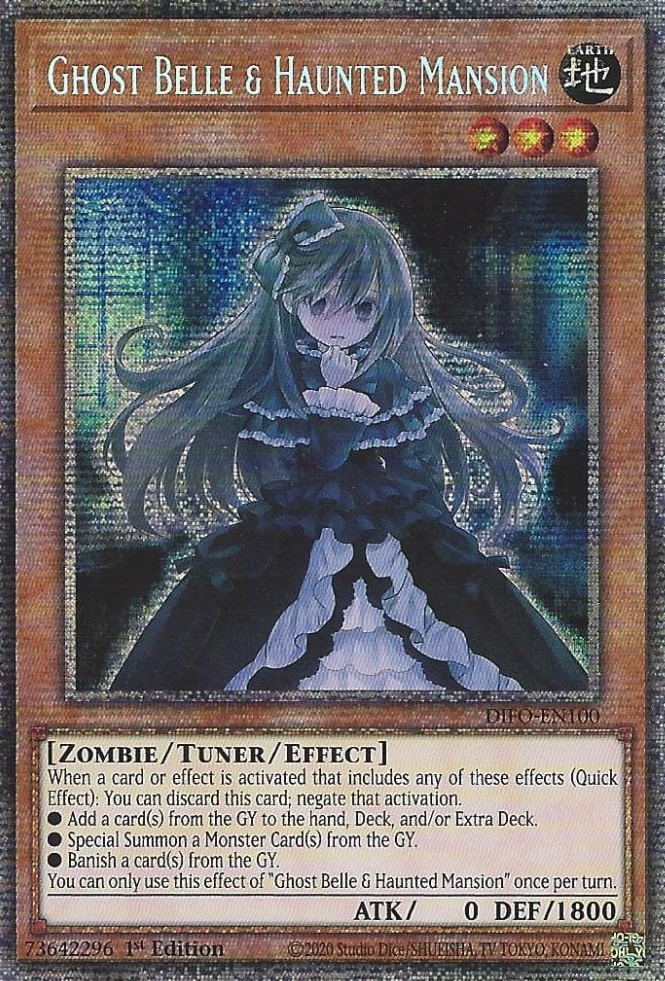 GHOST BELLE & HAUNTED MANSION
EARTH
地
DIFO-EN100
[ZOMBIE/TUNER/EFFECT]
When a card or effect is activated that includes any of these effects (Quick
Effect): You can discard this card; negate that activation.
● Add a card(s) from the GY to the hand, Deck, and/or Extra Deck.
● Special Summon a Monster Card(s) from the GY.
● Banish a card(s) from the GY.
You can only use this effect of "Ghost Belle & Haunted Mansion" once per turn.
ATK/ 0 DEF/1800
73642296 1st Edition ©2020 Studio Dice/SHUEISHA, TV TOKYO, KONAMI